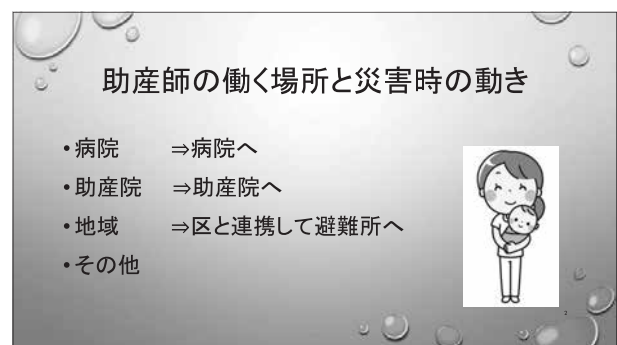 助産師の働く場所と災害時の動き
•病院　　⇒病院へ
•助産院　⇒助産院へ
•地域　　⇒区と連携して避難所へ
•その他
2